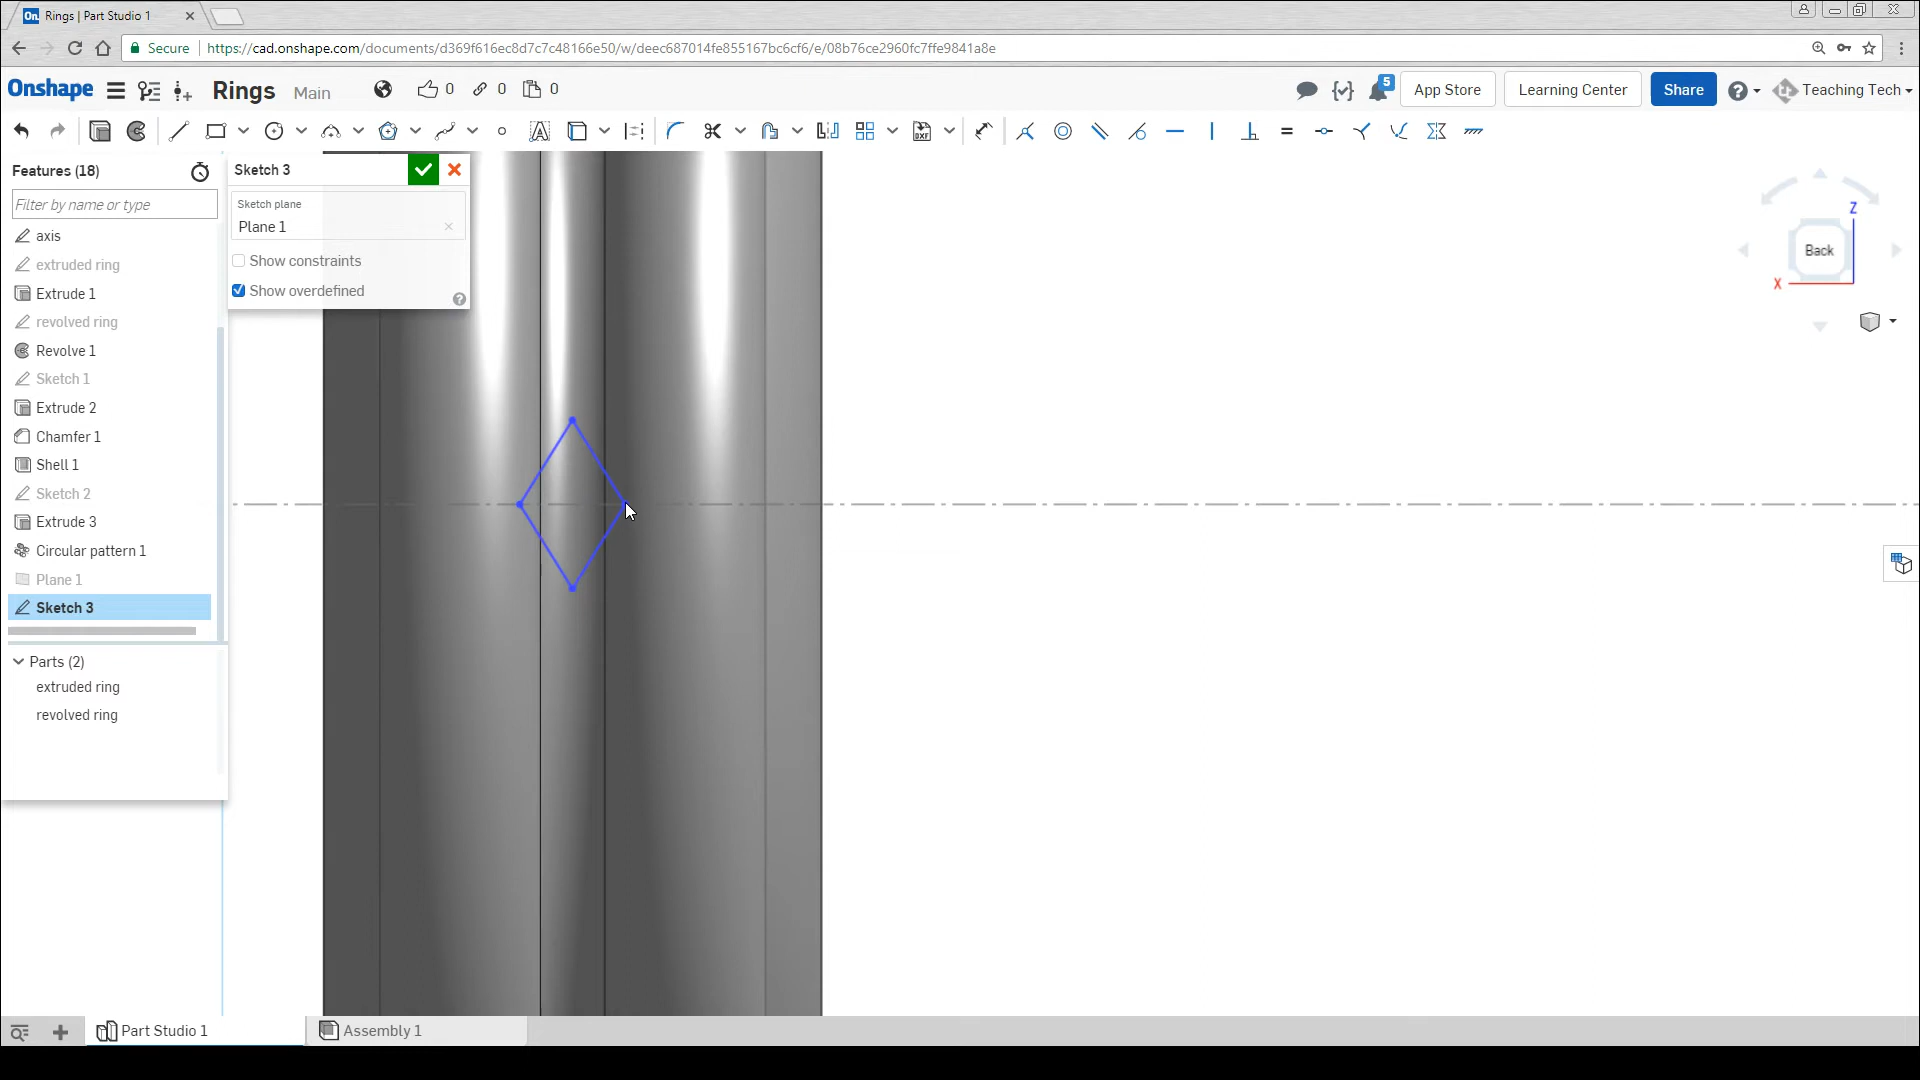 Rings | Part Studio 1
Secure
https://cad.onshape.com/documents/d369f616ec8d7c7c48166e50/w/deec687014fe855167bc6cf6/e/08b76ce2960fc7ffe9841a8e
Onshape Rings Main 0 0 0 5 App Store Learning Center Share Teaching Tech
Features (18)
Filter by name or type
axis
extruded ring
Extrude 1
revolved ring
Revolve 1
Sketch 1
Extrude 2
Chamfer 1
Shell 1
Sketch 2
Extrude 3
Circular pattern 1
Plane 1
Sketch 3
Parts (2)
extruded ring
revolved ring
Sketch 3
Sketch plane
Plane 1
Show constraints
Show overdefined
Z
Back
X
Part Studio 1
Assembly 1